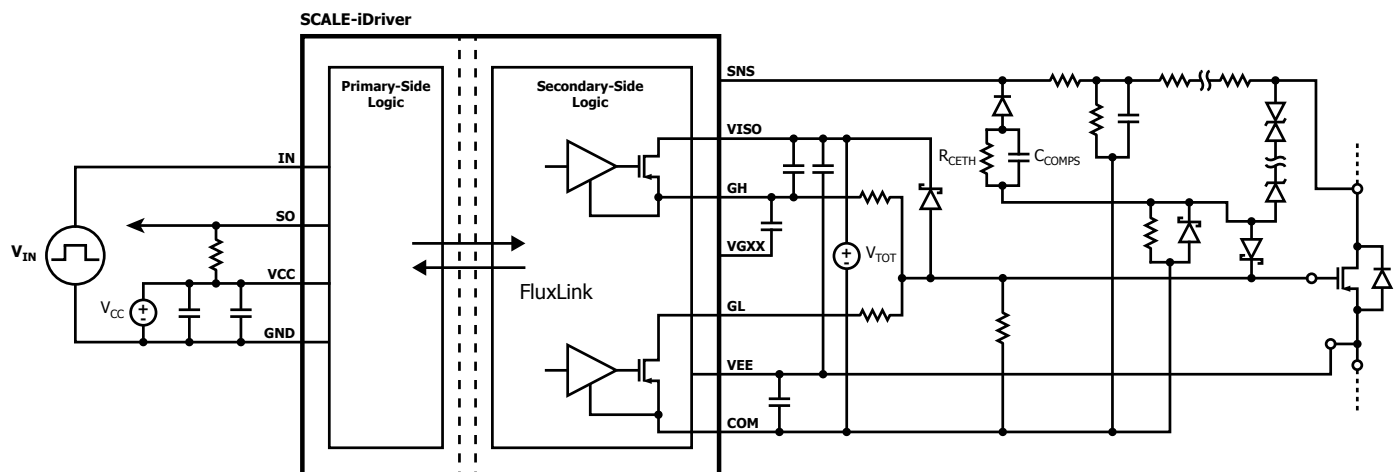 SCALE-iDriver
Primary-Side
Logic
Secondary-Side
Logic
SNS
VISO
IN
GH
R_CETH
C_COMPS
SO
VGXX
V_IN
V_TOT
VCC
FluxLink
V_CC
GL
GND
VEE
COM